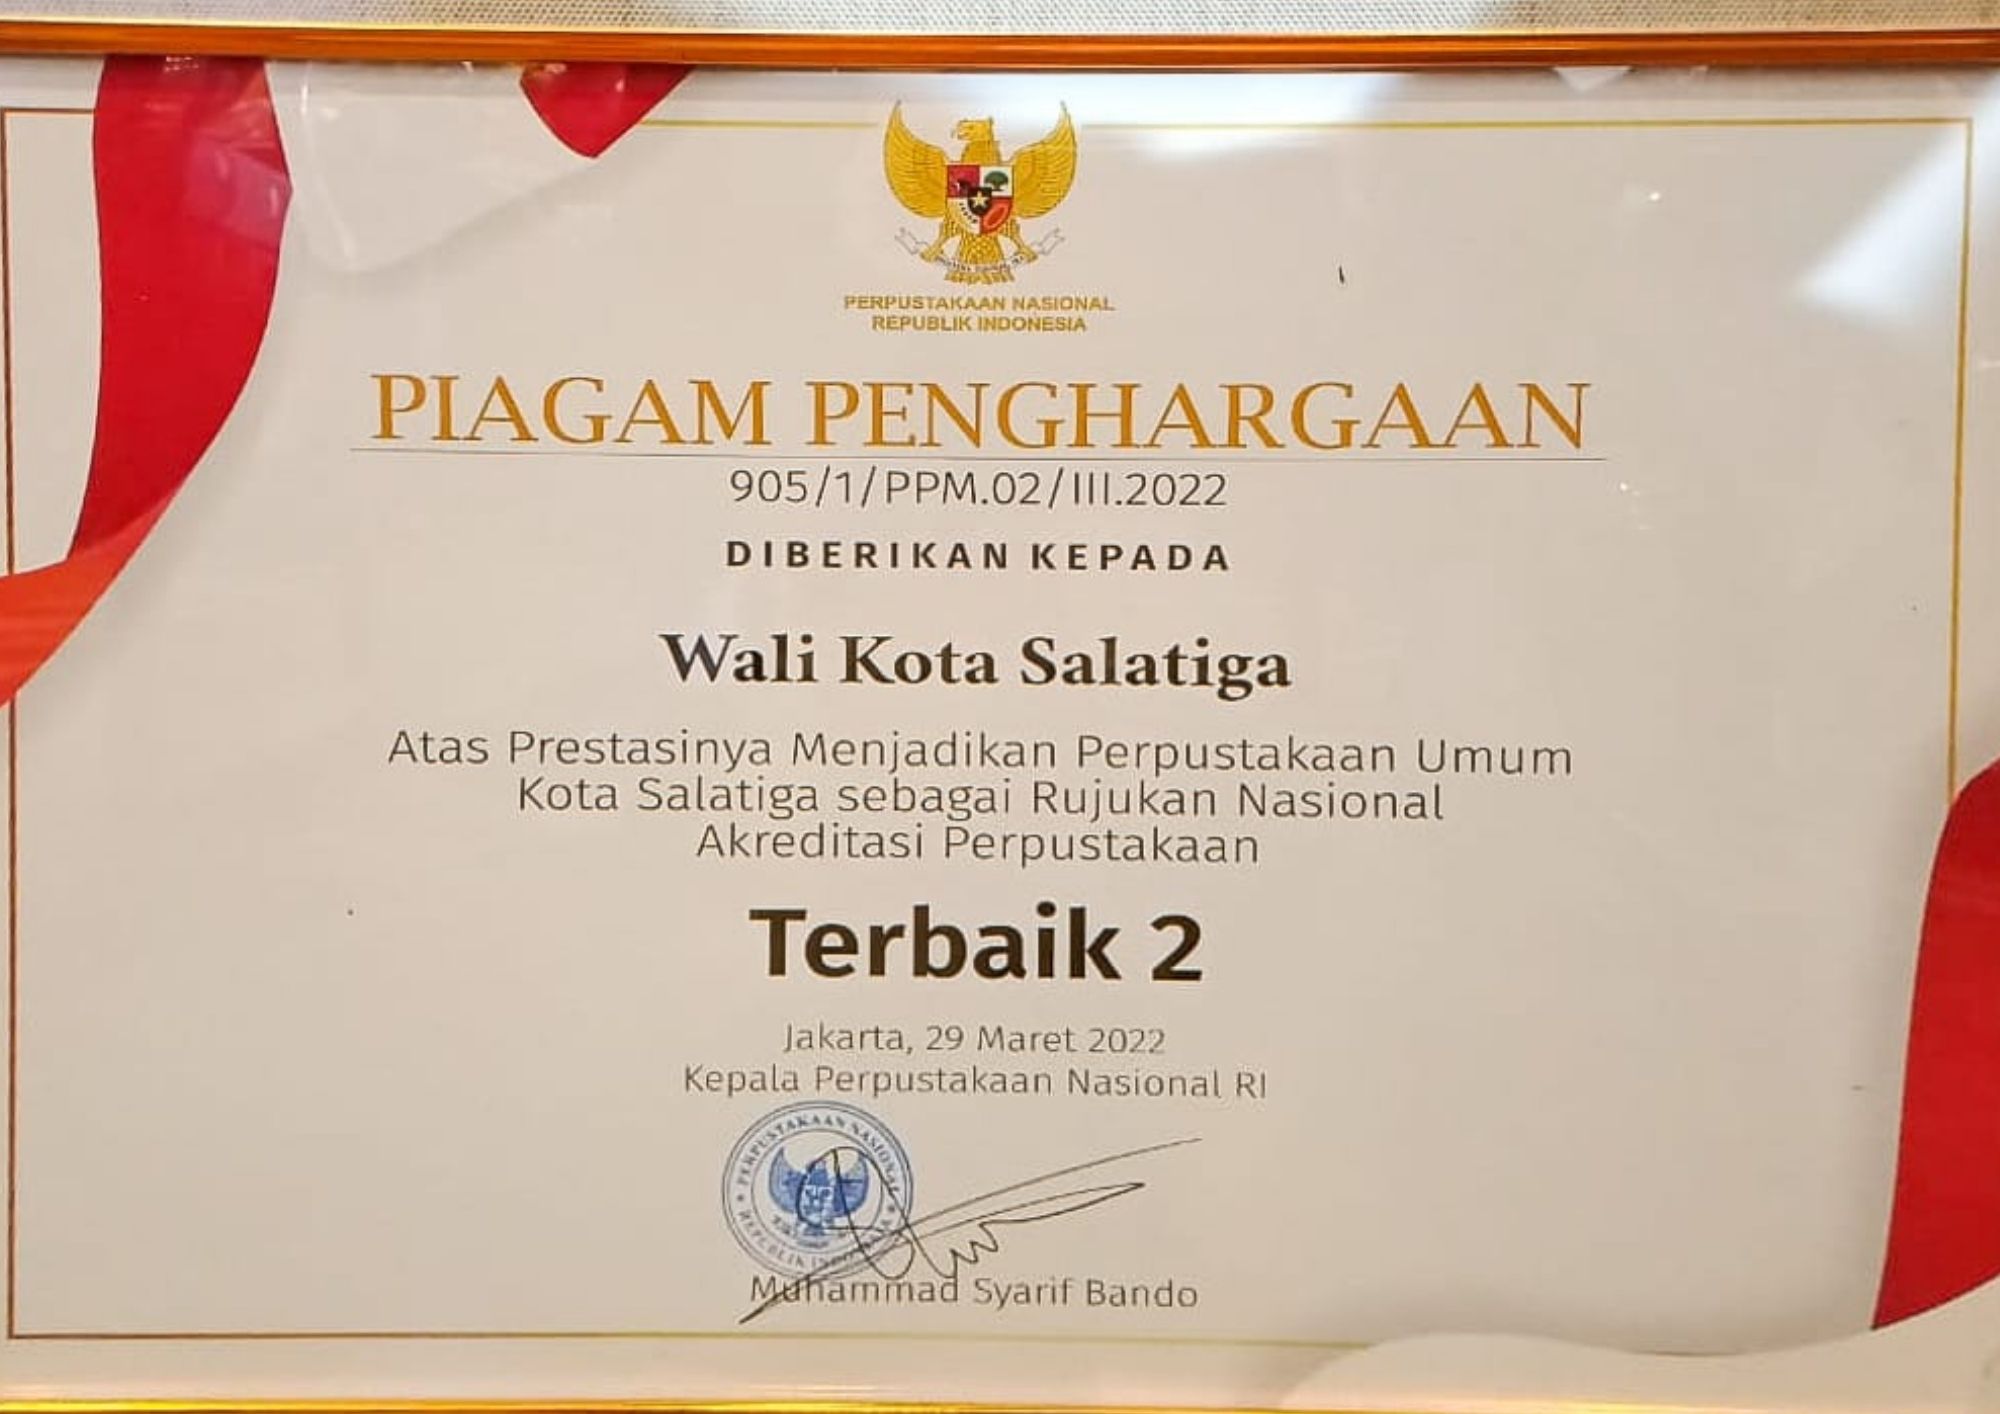 PERPUSTAKAAN NASIONAL
REPUBLIK INDONESIA
PIAGAM PENGHARGAAN
905/1/PPM.02/III.2022
DIBERIKAN KEPADA
Wali Kota Salatiga
Atas Prestasinya Menjadikan Perpustakaan Umum
Kota Salatiga sebagai Rujukan Nasional
Akreditasi Perpustakaan
Terbaik 2
Jakarta, 29 Maret 2022
Kepala Perpustakaan Nasional RI
PERPUSTAKAAN NASIONAL
REPUBLIK INDONESIA
Muhammad Syarif Bando